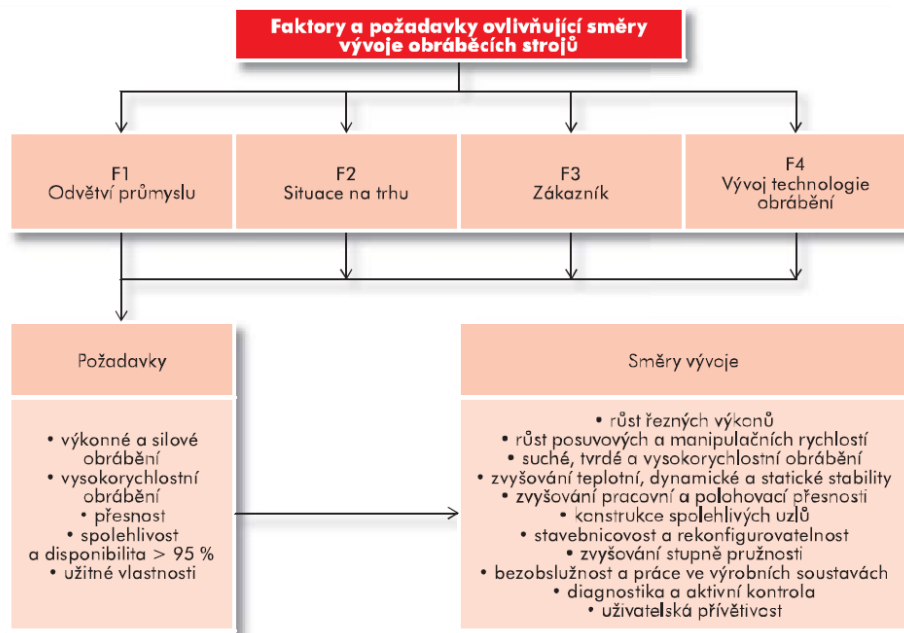 Faktory a požadavky ovlivňující směry
vývoje obráběcích strojů
F1
Odvětví průmyslu
F2
Situace na trhu
F3
Zákazník
F4
Vývoj technologie
obrábění
Požadavky
• výkonné a silové
obrábění
• vysokorychlostní
obrábění
• přesnost
• spolehlivost
a disponibilita > 95 %
• užitné vlastnosti
Směry vývoje
• růst řezných výkonů
• růst posuvových a manipulačních rychlostí
• suché, tvrdé a vysokorychlostní obrábění
• zvyšování teplotní, dynamické a statické stability
• zvyšování pracovní a polohovací přesnosti
• konstrukce spolehlivých uzlů
• stavebnicovost a rekonfigurovatelnost
• zvyšování stupně pružnosti
• bezobslužnost a práce ve výrobních soustavách
• diagnostika a aktivní kontrola
• uživatelská přívětivost